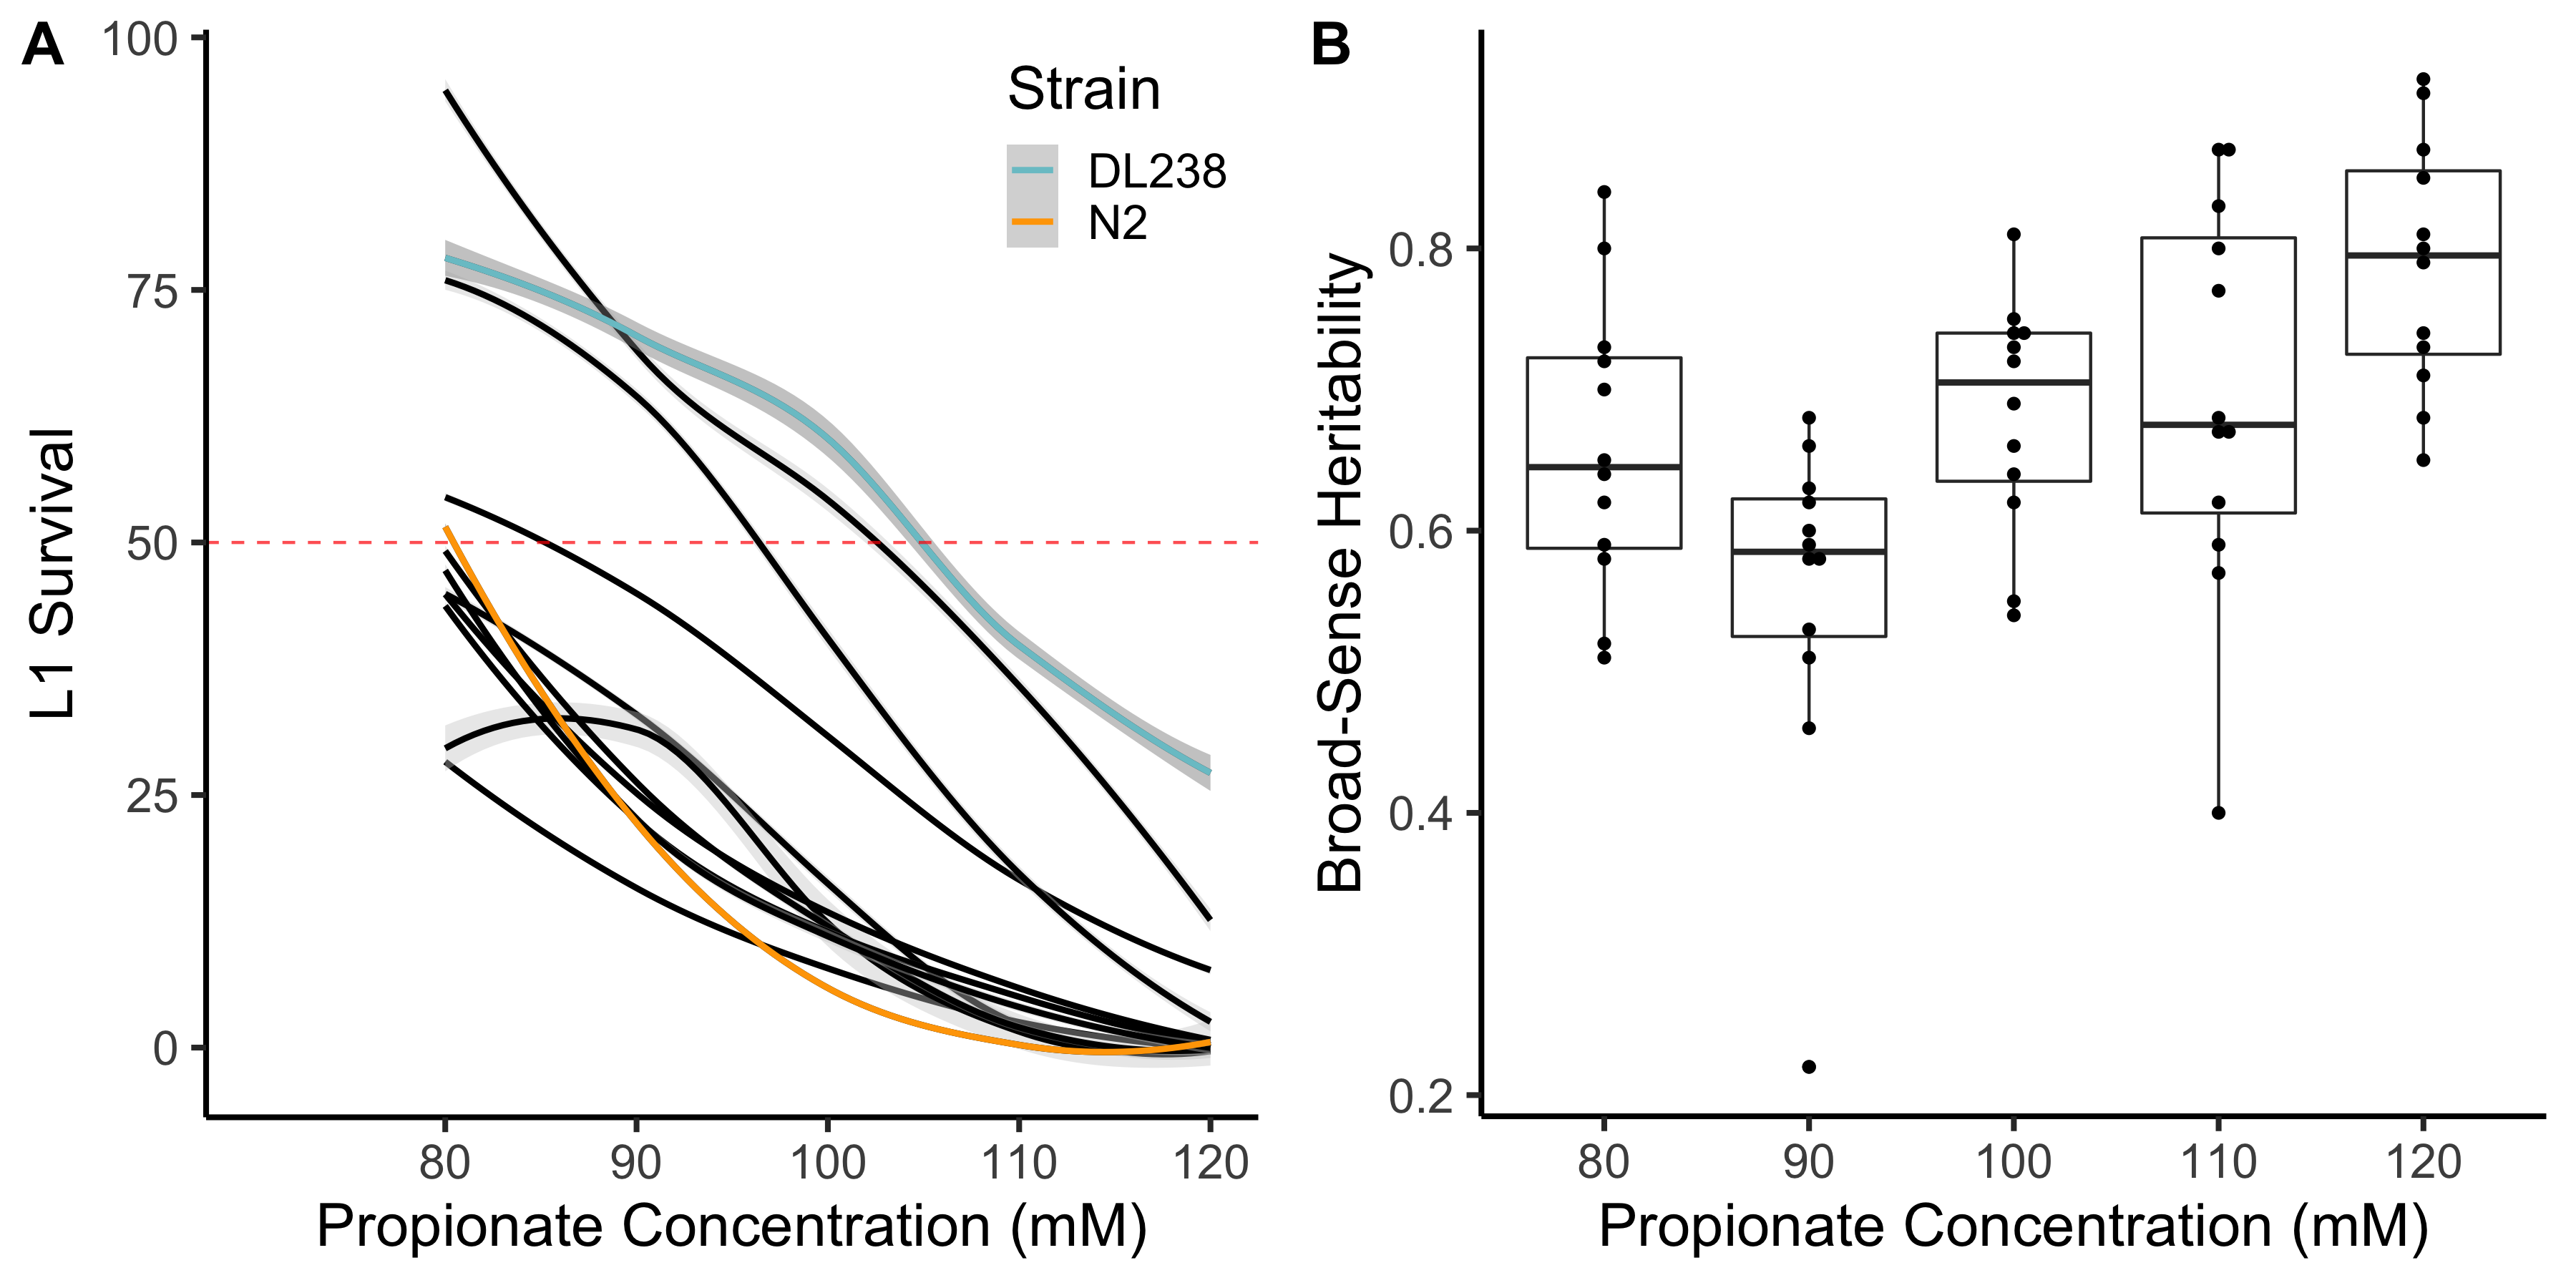 A
100
75
50
25
0
L1 Survival
Strain
DL238
N2
80 90 100 110 120
Propionate Concentration (mM)
B
0.8
0.6
0.4
0.2
Broad-Sense Heritability
80 90 100 110 120
Propionate Concentration (mM)